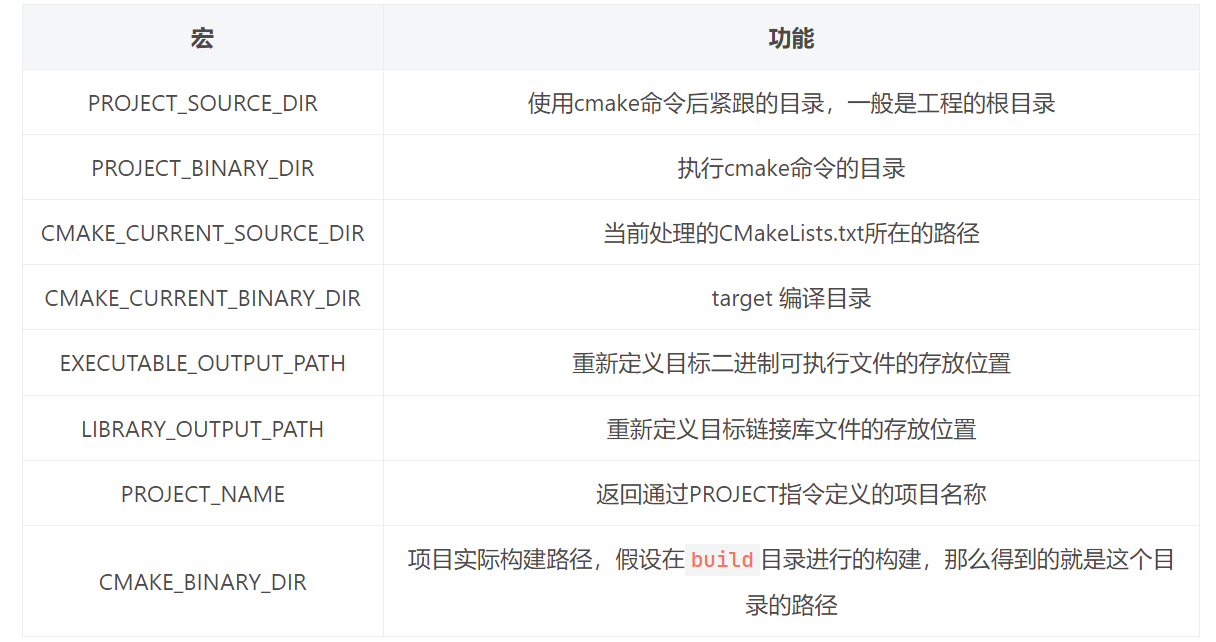 宏 功能
PROJECT_SOURCE_DIR 使用cmake命令后紧跟的目录，一般是工程的根目录
PROJECT_BINARY_DIR 执行cmake命令的目录
CMAKE_CURRENT_SOURCE_DIR 当前处理的CMakeLists.txt所在的路径
CMAKE_CURRENT_BINARY_DIR target 编译目录
EXECUTABLE_OUTPUT_PATH 重新定义目标二进制可执行文件的存放位置
LIBRARY_OUTPUT_PATH 重新定义目标链接库文件的存放位置
PROJECT_NAME 返回通过PROJECT指令定义的项目名称
CMAKE_BINARY_DIR 项目实际构建路径，假设在build目录进行的构建，那么得到的就是这个目
录的路径